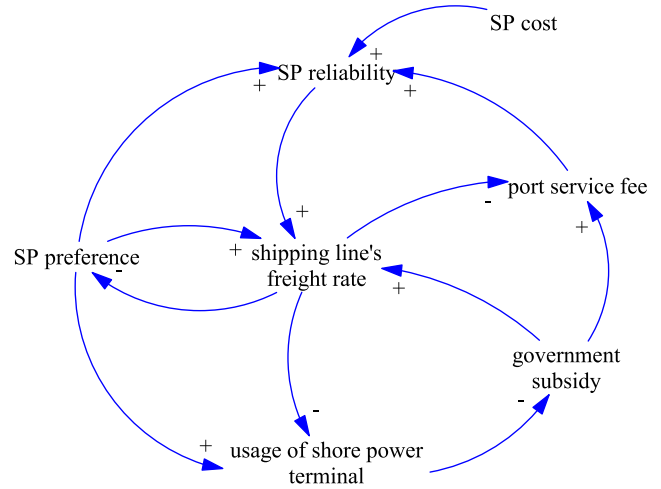 SP cost
+
SP reliability
+
+
port service fee
-
+
+
+
shipping line's
freight rate
SP preference
-
+
government
subsidy
-
-
+
usage of shore power
terminal